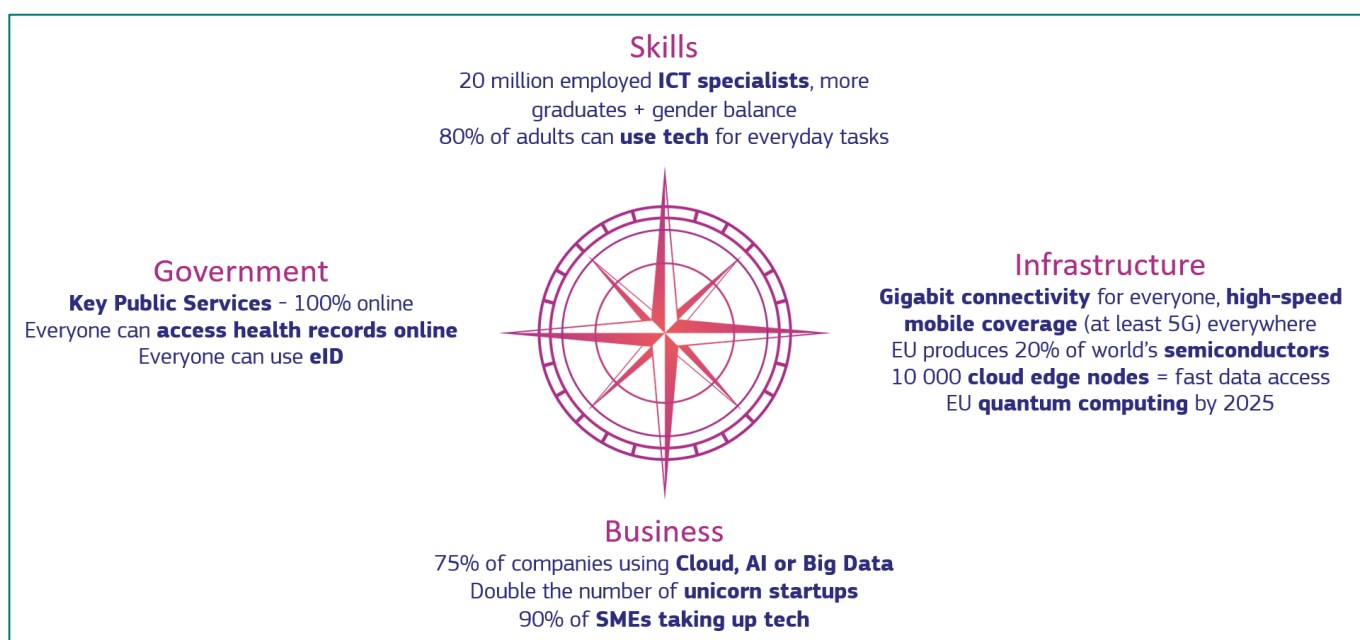 Skills
20 million employed ICT specialists, more
graduates + gender balance
80% of adults can use tech for everyday tasks
Government
Key Public Services - 100% online
Everyone can access health records online
Everyone can use eID
Infrastructure
Gigabit connectivity for everyone, high-speed
mobile coverage (at least 5G) everywhere
EU produces 20% of world's semiconductors
10 000 cloud edge nodes = fast data access
EU quantum computing by 2025
Business
75% of companies using Cloud, AI or Big Data
Double the number of unicorn startups
90% of SMEs taking up tech